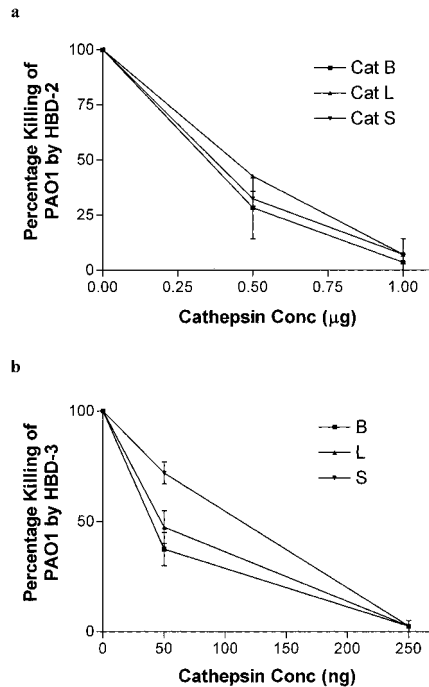 a
Percentage Killing of
PAO1 by HBD-2
100
75
50
25
0
Cat B
Cat L
Cat S
0.00 0.25 0.50 0.75 1.00
Cathepsin Conc (μg)
b
Percentage Killing of
PAO1 by HBD-3
100
50
0
B
L
S
0 50 100 150 200 250
Cathepsin Conc (ng)